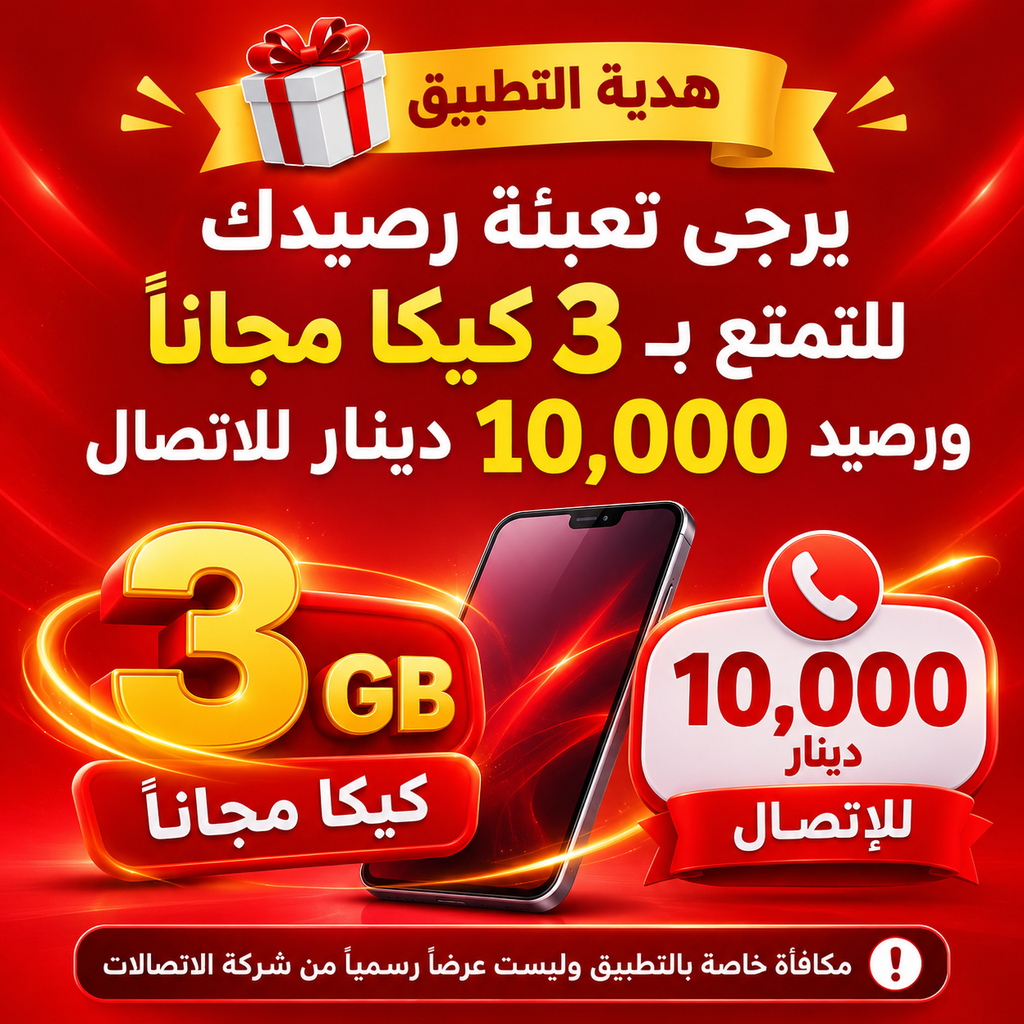 هدية التطبيق
يرجى تعبئة رصيدك
للتمتع بـ 3 كيكا مجاناً
ورصيد 10,000 دينار للاتصال
3 GB
كيكا مجاناً
10,000
دينار
للإتصال
مكافأة خاصة بالتطبيق وليست عرضاً رسمياً من شركة الاتصالات